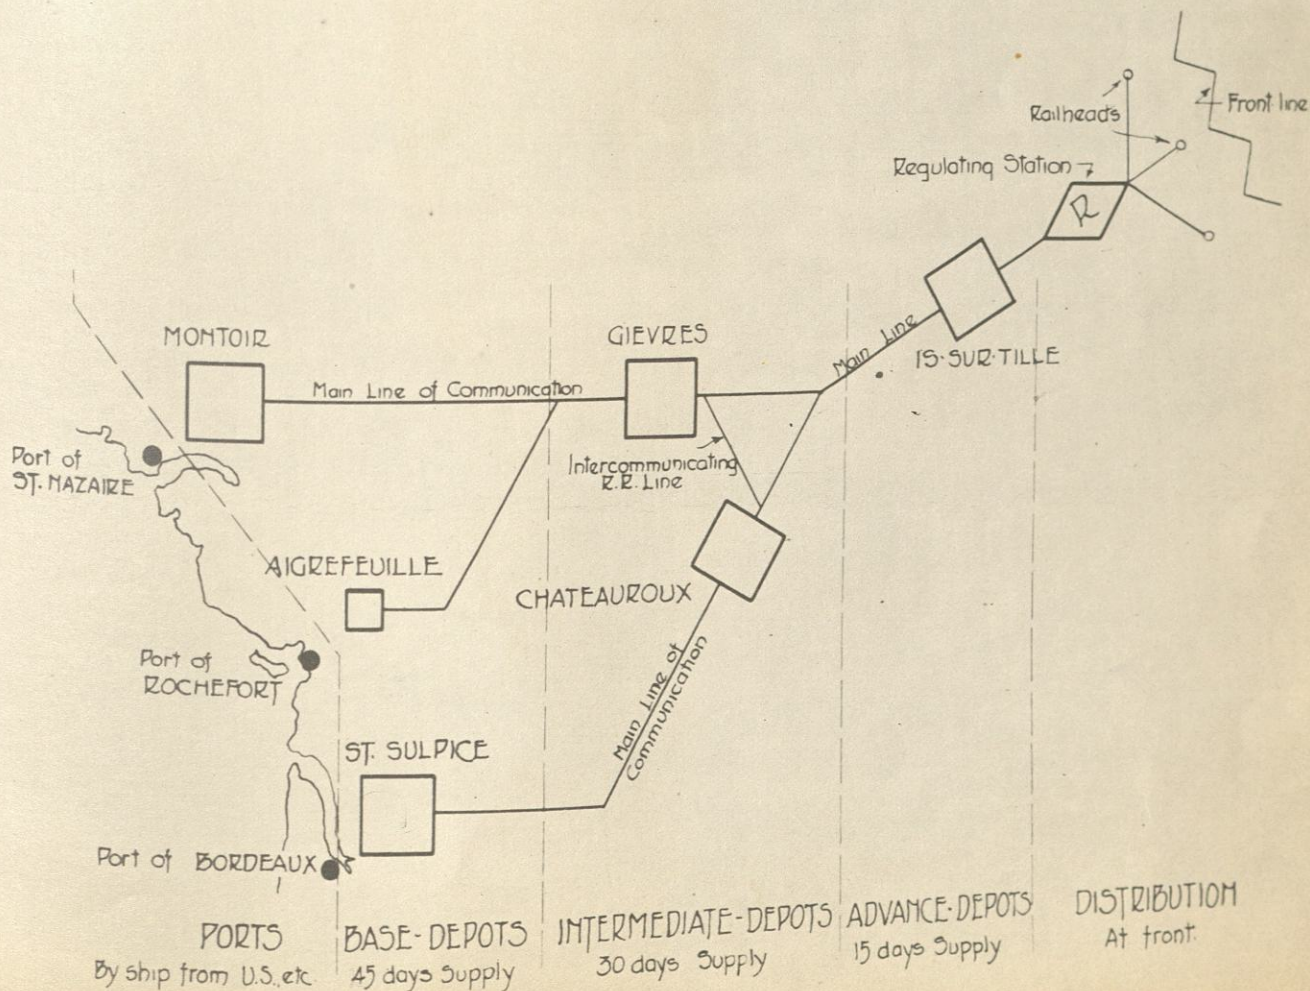 Railheads
Front line
Regulating Station
R
MONTOIR
GIEVRES
Main Line
IS-SUR-TILLE
Main Line of Communication
Port of
ST. NAZAIRE
Intercommunicating
R.R. Line
AIGREFEUILLE
CHATEAUROUX
Port of
ROCHEFORT
Main Line of
Communication
ST. SULPICE
Port of BORDEAUX
PORTS
By ship from U.S., etc.
BASE-DEPOTS
45 days Supply
INTERMEDIATE-DEPOTS
30 days Supply
ADVANCE-DEPOTS
15 days Supply
DISTRIBUTION
At front.